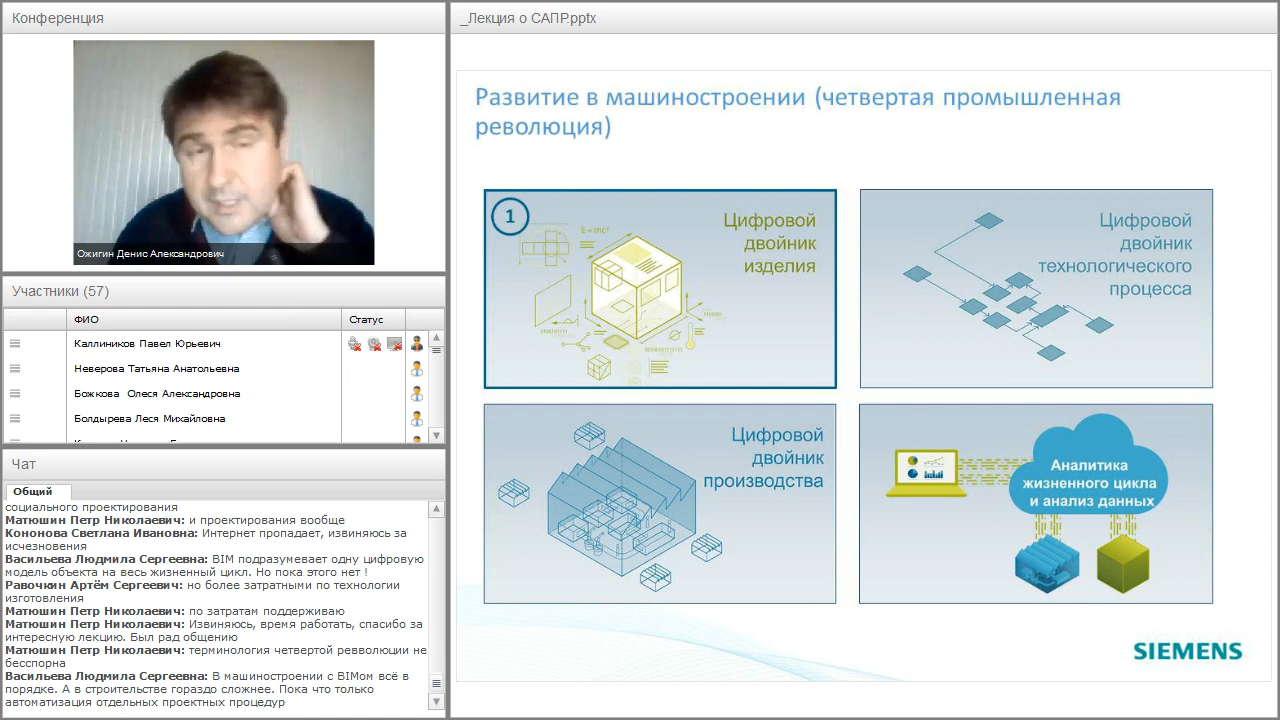 Конференция
Ожигин Денис Александрович
Участники (57)
ФИО
Статус
Каллиников Павел Юрьевич
Неверова Татьяна Анатольевна
Божкова Олеся Александровна
Болдырева Леся Михайловна
Чат
Общий
социального проектирования
Матюшин Петр Николаевич: и проектирования вообще
Кононова Светлана Ивановна: Интернет пропадает, извиняюсь за
исчезновения
Васильева Людмила Сергеевна: BIM подразумевает одну цифровую
модель объекта на весь жизненный цикл. Но пока этого нет !
Равочкин Артём Сергеевич: но более затратными по технологии
изготовления
Матюшин Петр Николаевич: по затратам поддерживаю
Матюшин Петр Николаевич: Извиняюсь, время работать, спасибо за
интересную лекцию. Был рад общению
Матюшин Петр Николаевич: терминология четвертой ревволюции не
бесспорна
Васильева Людмила Сергеевна: В машиностроении с BIMом всё в
порядке. А в строительстве гораздо сложнее. Пока что только
автоматизация отдельных проектных процедур
_Лекция о САПР.pptx
Развитие в машиностроении (четвертая промышленная
революция)
1
E=mc²
Цифровой
двойник
изделия
Цифровой
двойник
технологического
процесса
Цифровой
двойник
производства
Аналитика
жизненного цикла
и анализ данных
SIEMENS